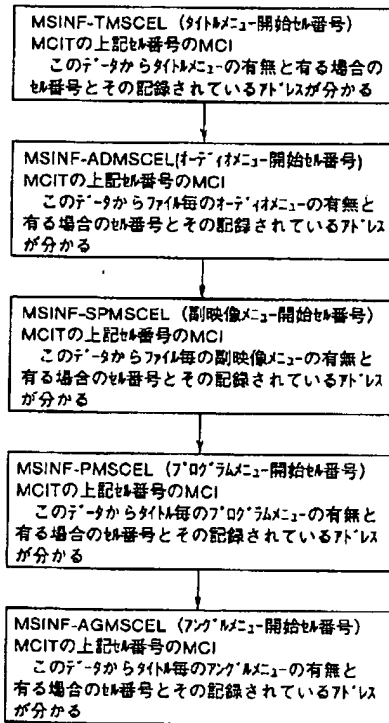 MSINF-TMSCEL (ﾀｲﾄﾙﾒﾆｭー開始ｾﾙ番号)
MCITの上記ｾﾙ番号のMCI
このﾃﾞｰﾀからﾀｲﾄﾙﾒﾆｭーの有無と有る場合の
ｾﾙ番号とその記録されているｱﾄﾞﾚｽが分かる
MSINF-ADMSCEL(ｵｰﾃﾞｨｵﾒﾆｭー開始ｾﾙ番号)
MCITの上記ｾﾙ番号のMCI
このﾃﾞｰﾀからﾌｧｲﾙ毎のｵｰﾃﾞｨｵﾒﾆｭーの有無と
有る場合のｾﾙ番号とその記録されているｱﾄﾞﾚｽ
が分かる
MSINF-SPMSCEL (副映像ﾒﾆｭー開始ｾﾙ番号)
MCITの上記ｾﾙ番号のMCI
このﾃﾞｰﾀからﾌｧｲﾙ毎の副映像ﾒﾆｭーの有無と
有る場合のｾﾙ番号とその記録されているｱﾄﾞﾚｽ
が分かる
MSINF-PMSCEL (ﾌﾟﾛｸﾞﾗﾑﾒﾆｭー開始ｾﾙ番号)
MCITの上記ｾﾙ番号のMCI
このﾃﾞｰﾀからﾀｲﾄﾙ毎のﾌﾟﾛｸﾞﾗﾑﾒﾆｭーの有無と
有る場合のｾﾙ番号とその記録されているｱﾄﾞﾚｽ
が分かる
MSINF-AGMSCEL (ｱﾝｸﾞﾙﾒﾆｭー開始ｾﾙ番号)
MCITの上記ｾﾙ番号のMCI
このﾃﾞｰﾀからﾀｲﾄﾙ毎のｱﾝｸﾞﾙﾒﾆｭーの有無と
有る場合のｾﾙ番号とその記録されているｱﾄﾞﾚｽ
が分かる